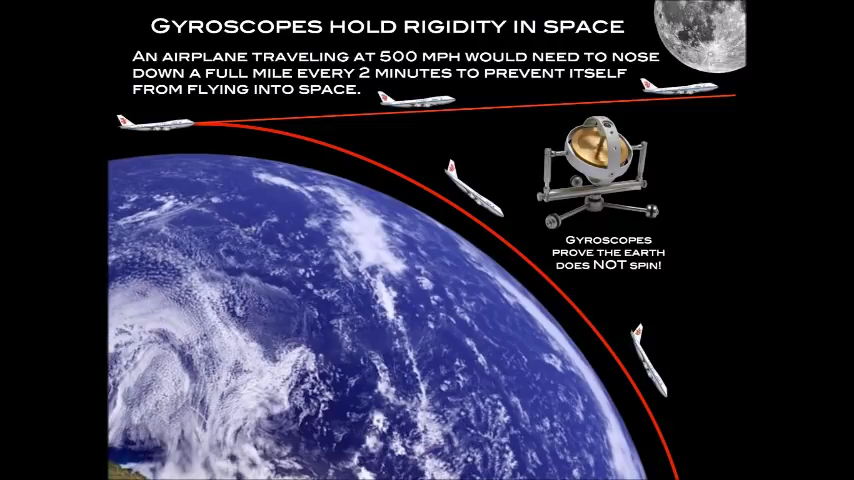 Gyroscopes hold rigidity in space
An airplane traveling at 500 mph would need to nose
down a full mile every 2 minutes to prevent itself
from flying into space.
Gyroscopes
prove the earth
does NOT spin!